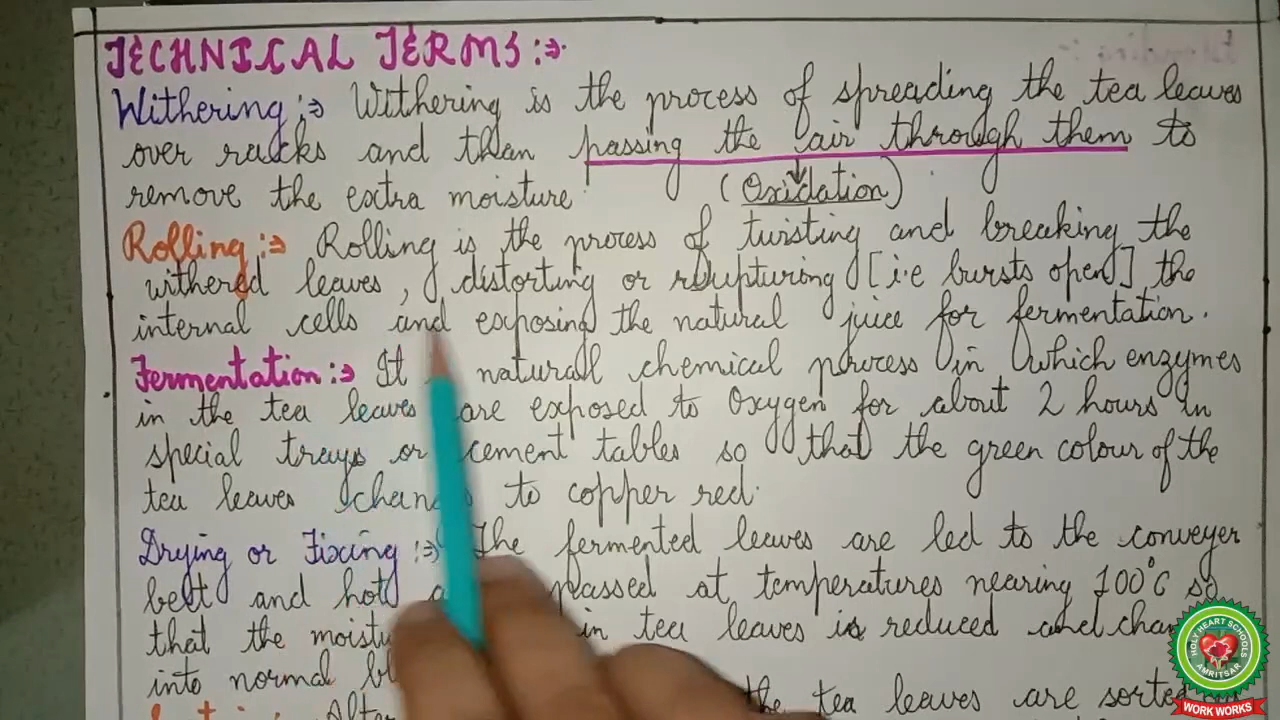 TECHNICAL TERMS :→
Withering :→ Withering is the process of spreading the tea leaves
over racks and than passing the air through them to
remove the extra moisture. (Oxidation)
Rolling :→ Rolling is the process of twisting and breaking the
withered leaves, distorting or rupturing [i.e bursts open] the
internal cells and exposing the natural juice for fermentation.
Fermentation :→ It natural chemical process in which enzymes
in the tea leaves are exposed to Oxygen for about 2 hours in
special trays or cement tables so that the green colour of the
tea leaves to copper red.
Drying or Fixing :→ The fermented leaves are led to the conveyer
belt and hot passed at temperatures nearing 100°C so
that the in tea leaves is reduced and
into normal
the tea leaves are sorted
HOLY HEART SCHOOLS
AMRITSAR
WORK WORKS